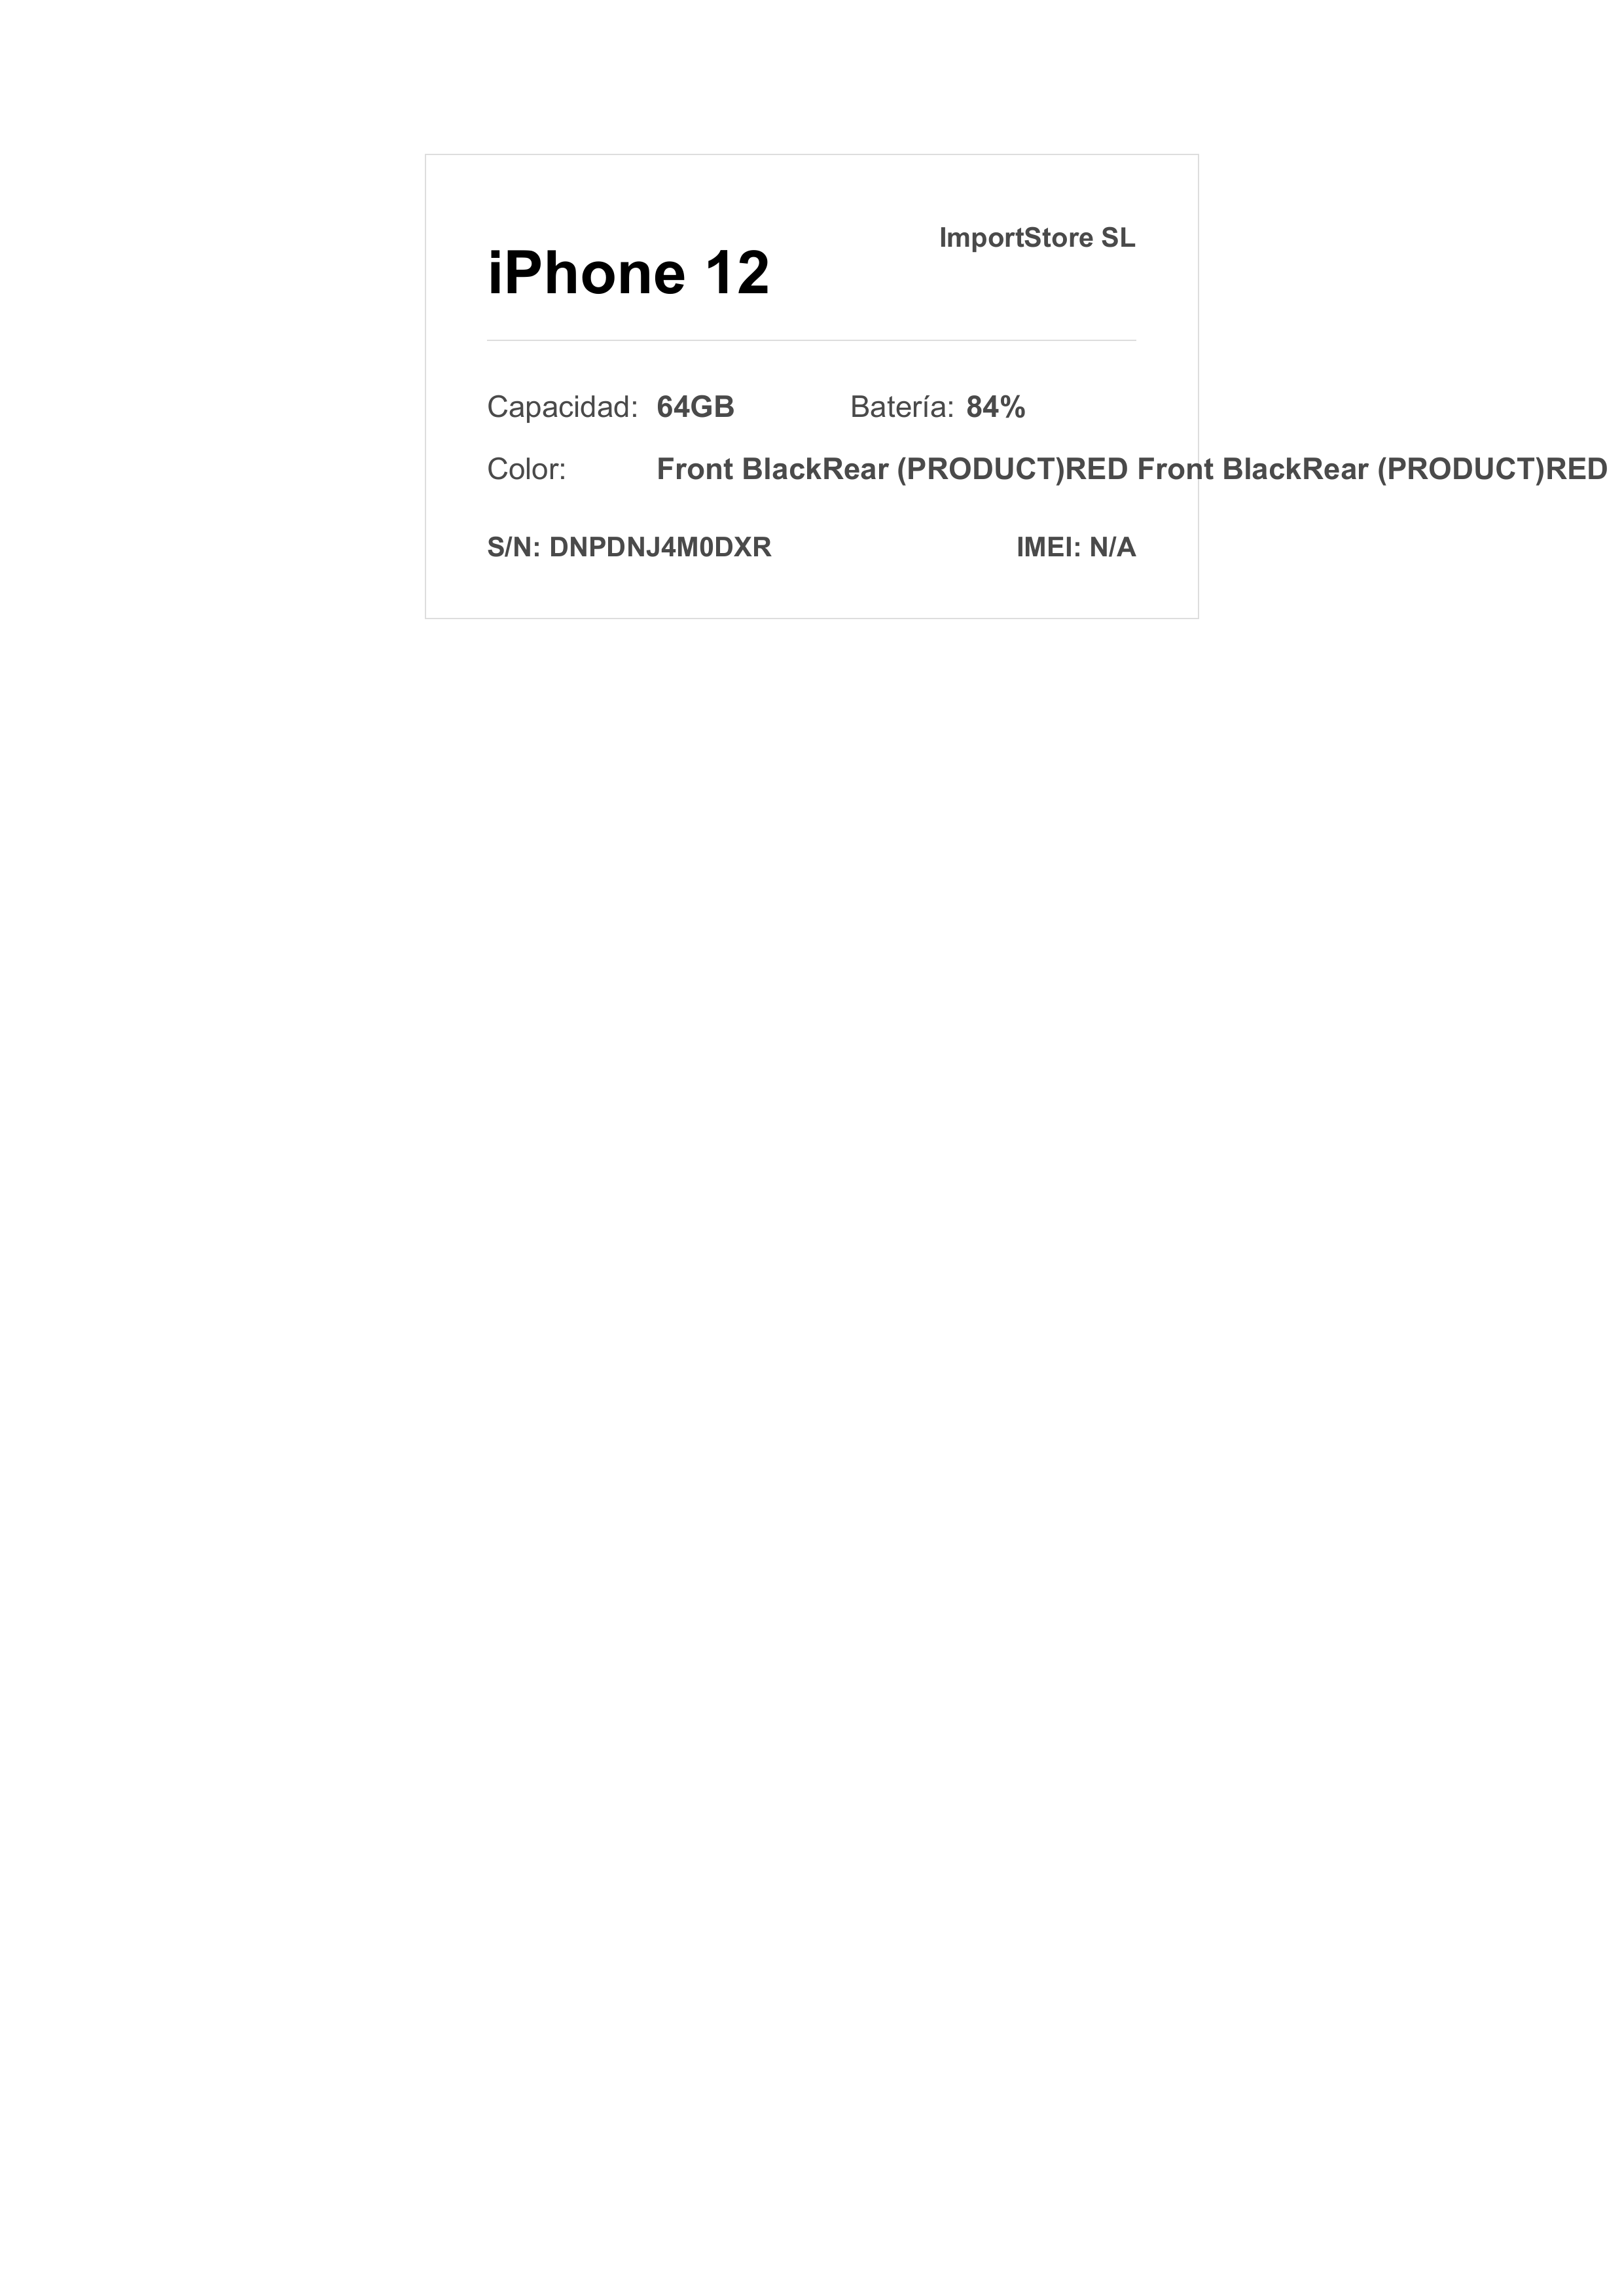 ImportStore SL
iPhone 12
Capacidad: 64GB Batería: 84%
Color: Front BlackRear (PRODUCT)RED Front BlackRear (PRODUCT)RED
S/N: DNPDNJ4M0DXR IMEI: N/A